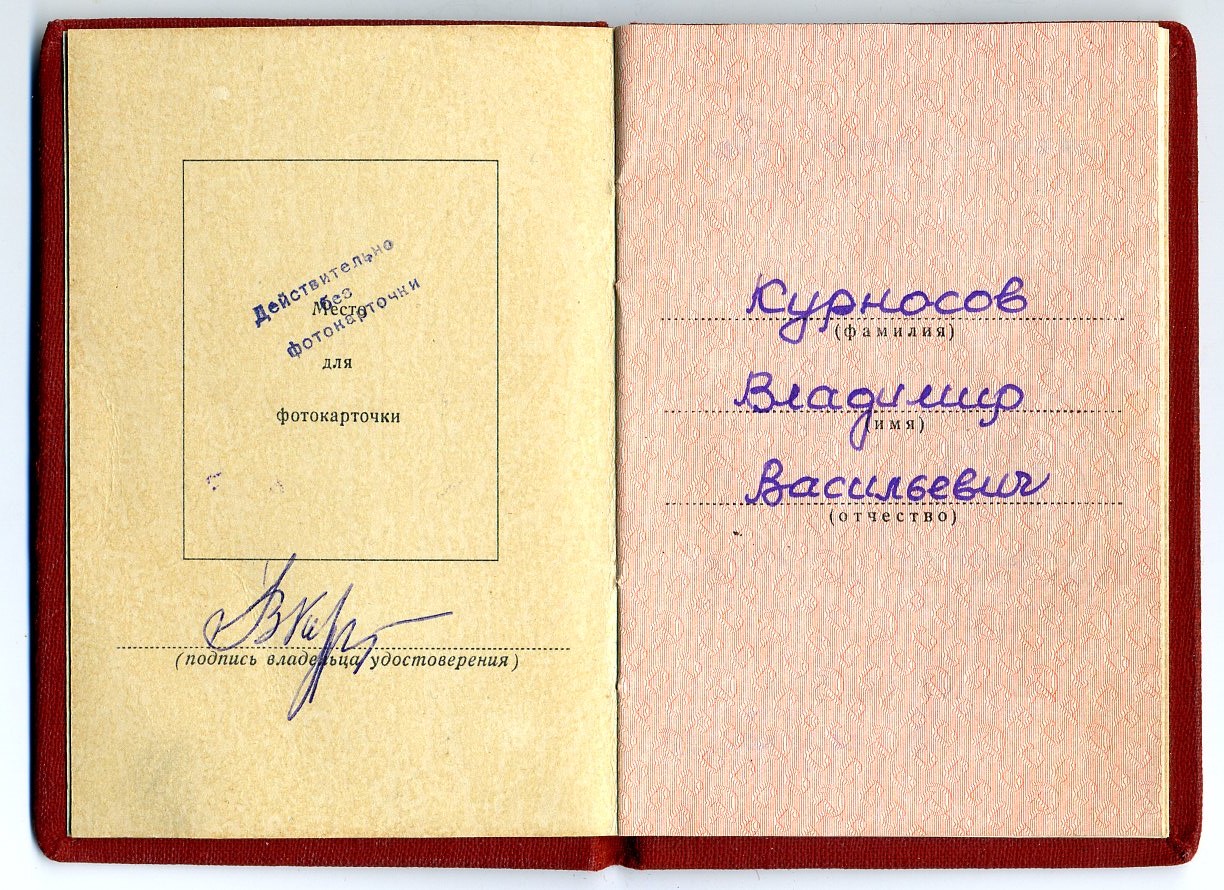 Действительно
без
фотокарточки
Место
для
фотокарточки
(подпись владельца удостоверения)
Курносов
(фамилия)
Владимир
(имя)
Васильевич
(отчество)